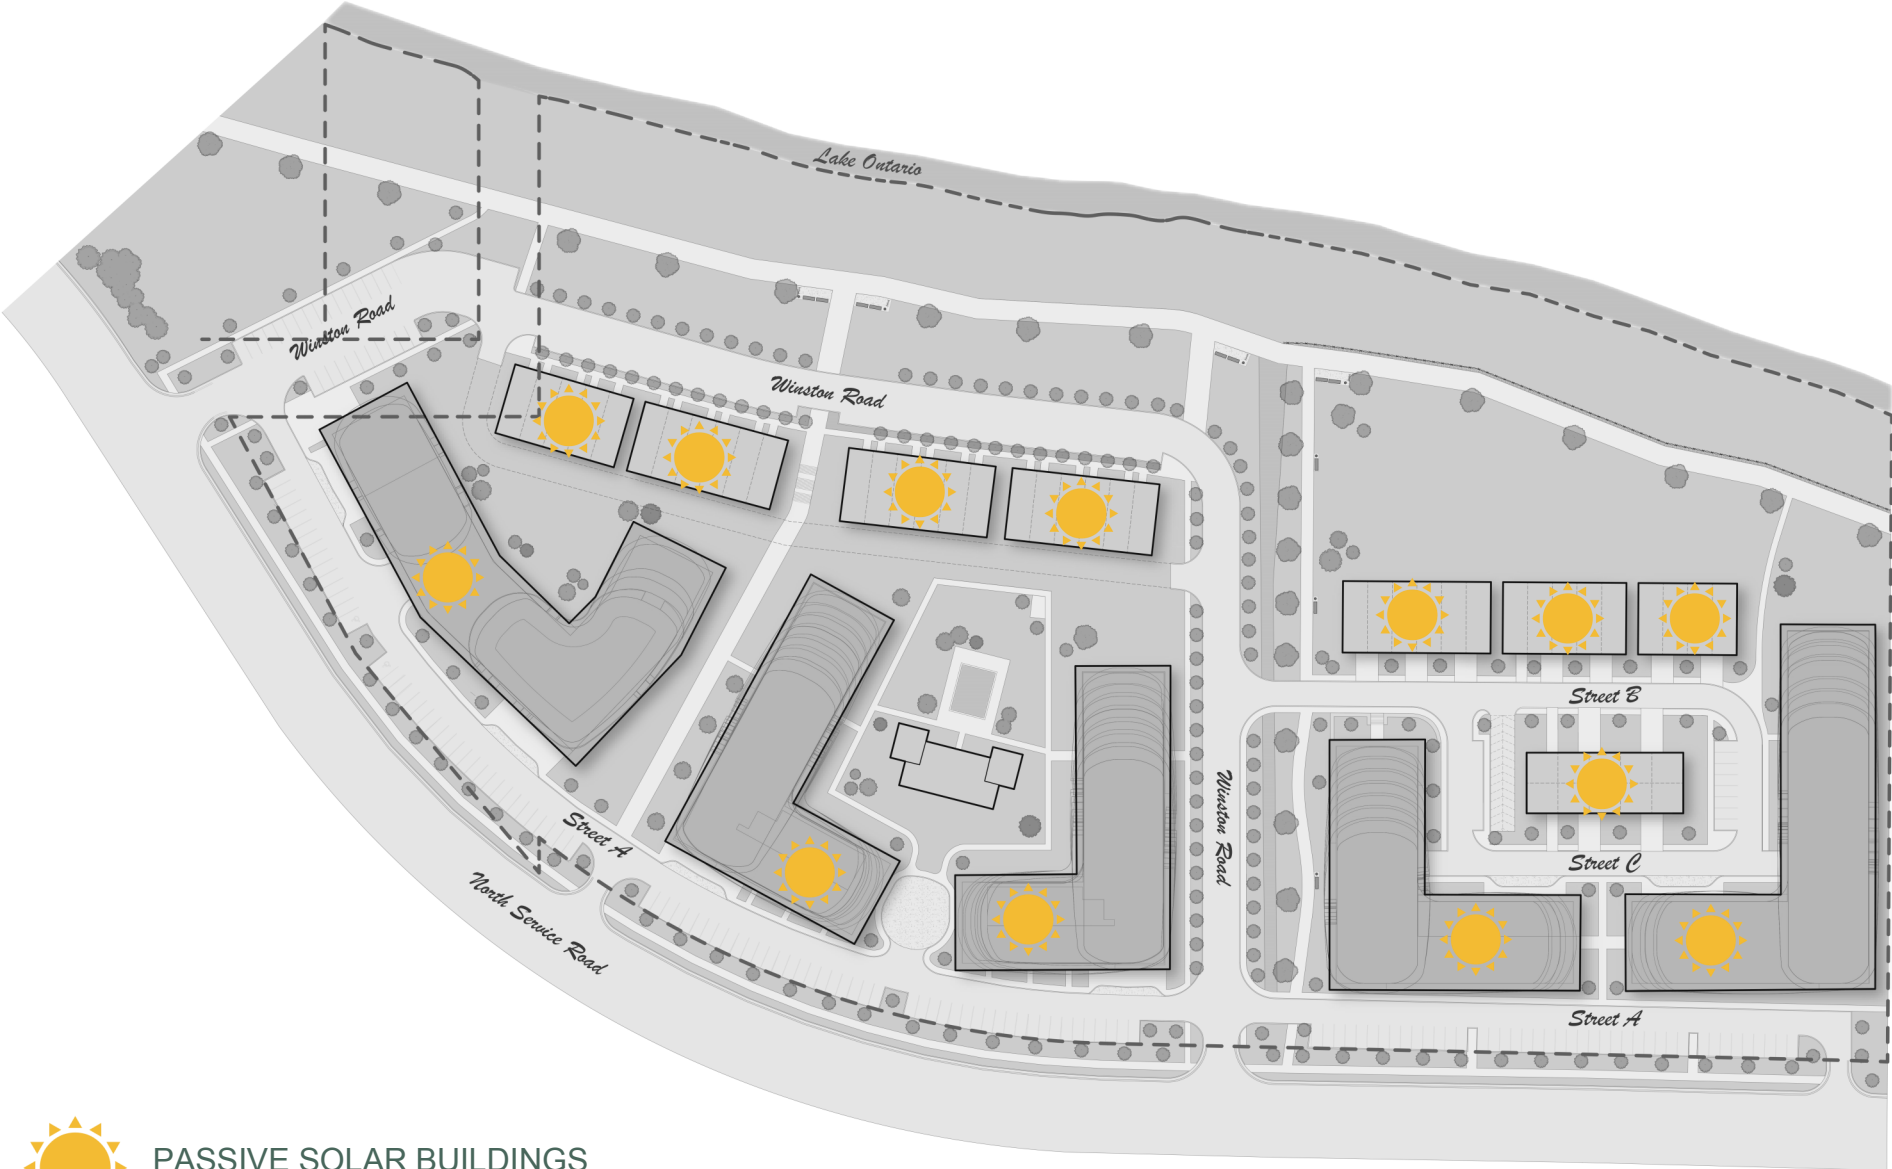 Lake Ontario
Winston Road
Winston Road
Street B
Winston Road
Street A
Street C
North Service Road
Street A
PASSIVE SOLAR BUILDINGS